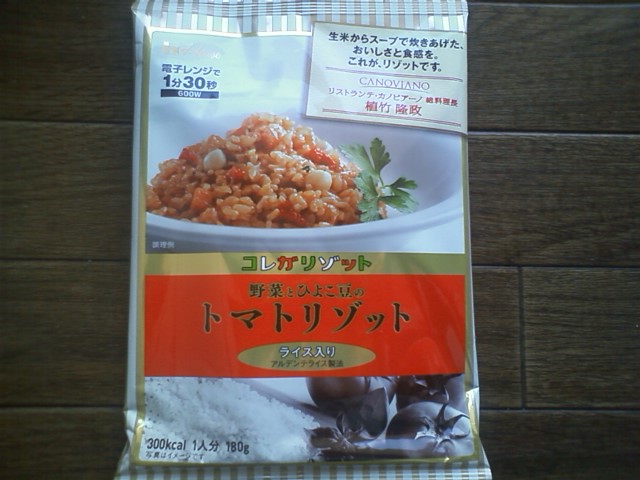 電子レンジで
1分30秒
600W
生米からスープで炊きあげた、
おいしさと食感を。
これが、リゾットです。
CANOVIANO
リストランテ・カノビアーノ 総料理長
植竹 隆政
調理例
コレがリゾット
野菜とひよこ豆の
トマトリゾット
ライス入り
アルデンテライス製法
300kcal 1人分 180g
写真はイメージです